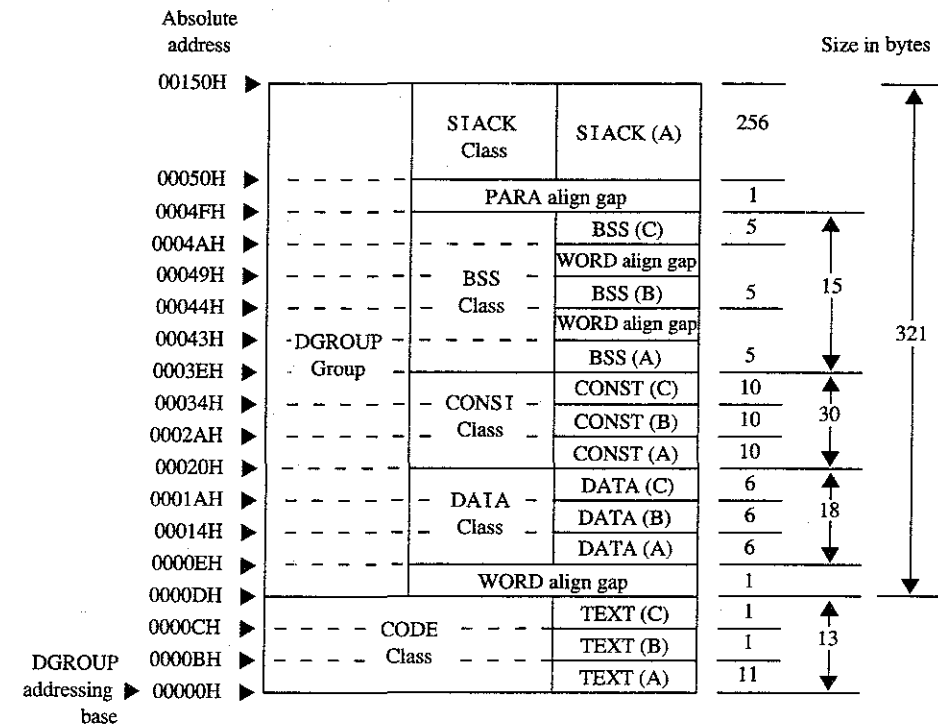 Absolute
address
Size in bytes
00150H
STACK
Class
STACK (A)
256
00050H
PARA align gap
1
0004FH
BSS (C)
5
0004AH
WORD align gap
00049H
BSS
Class
BSS (B)
5
15
00044H
WORD align gap
00043H
DGROUP
Group
BSS (A)
5
321
0003EH
CONST (C)
10
00034H
CONST
Class
CONST (B)
10
30
0002AH
CONST (A)
10
00020H
DATA (C)
6
0001AH
DATA
Class
DATA (B)
6
18
00014H
DATA (A)
6
0000EH
WORD align gap
1
0000DH
TEXT (C)
1
0000CH
CODE
Class
TEXT (B)
1
13
0000BH
TEXT (A)
11
DGROUP
addressing
base
00000H